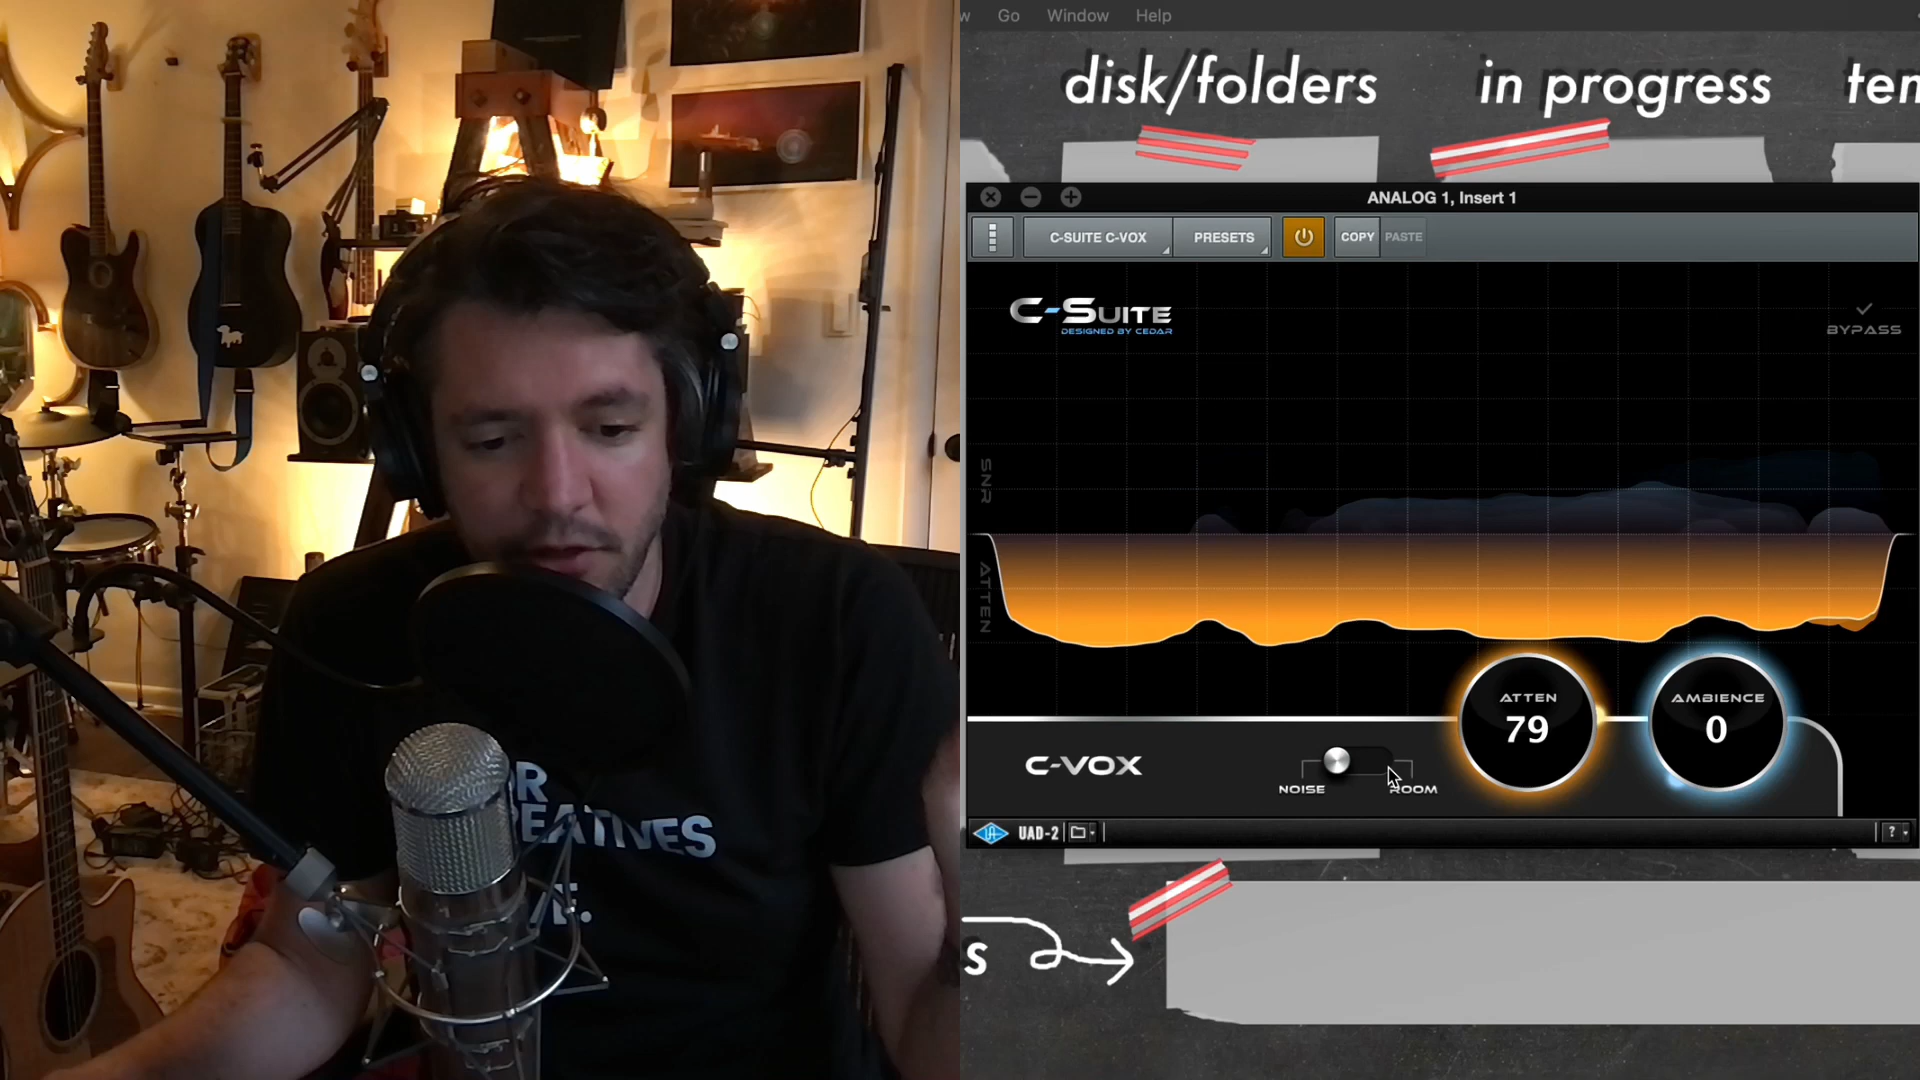 Go Window Help
disk/folders in progress
ANALOG 1, Insert 1
C-SUITE C-VOX PRESETS COPY PASTE
C-SUITE
DESIGNED BY CEDAR
BYPASS
SNR
ATTEN
ATTEN
79
AMBIENCE
0
C-VOX
NOISE ROOM
UAD-2
?
s
CREATIVES